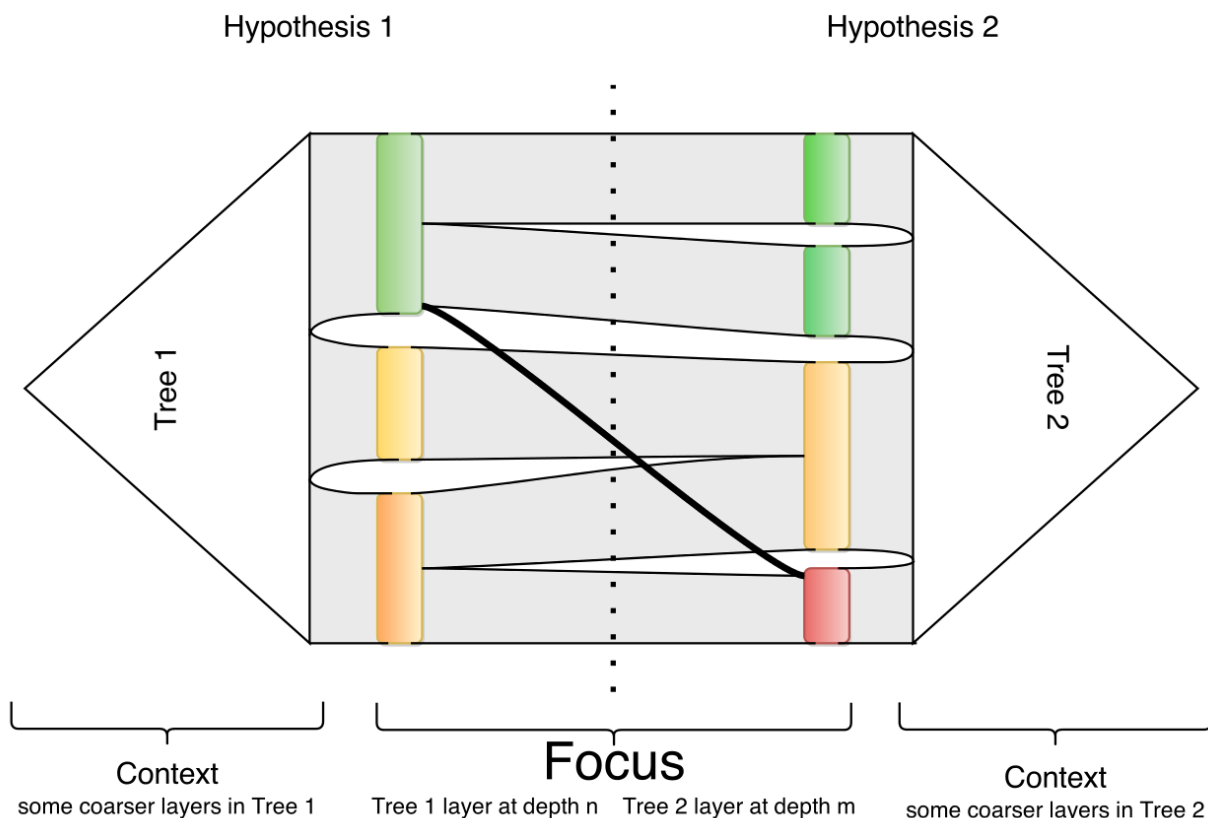 Hypothesis 1
Hypothesis 2
Tree 1
Tree 2
Context
some coarser layers in Tree 1
Focus
Tree 1 layer at depth n
Tree 2 layer at depth m
Context
some coarser layers in Tree 2